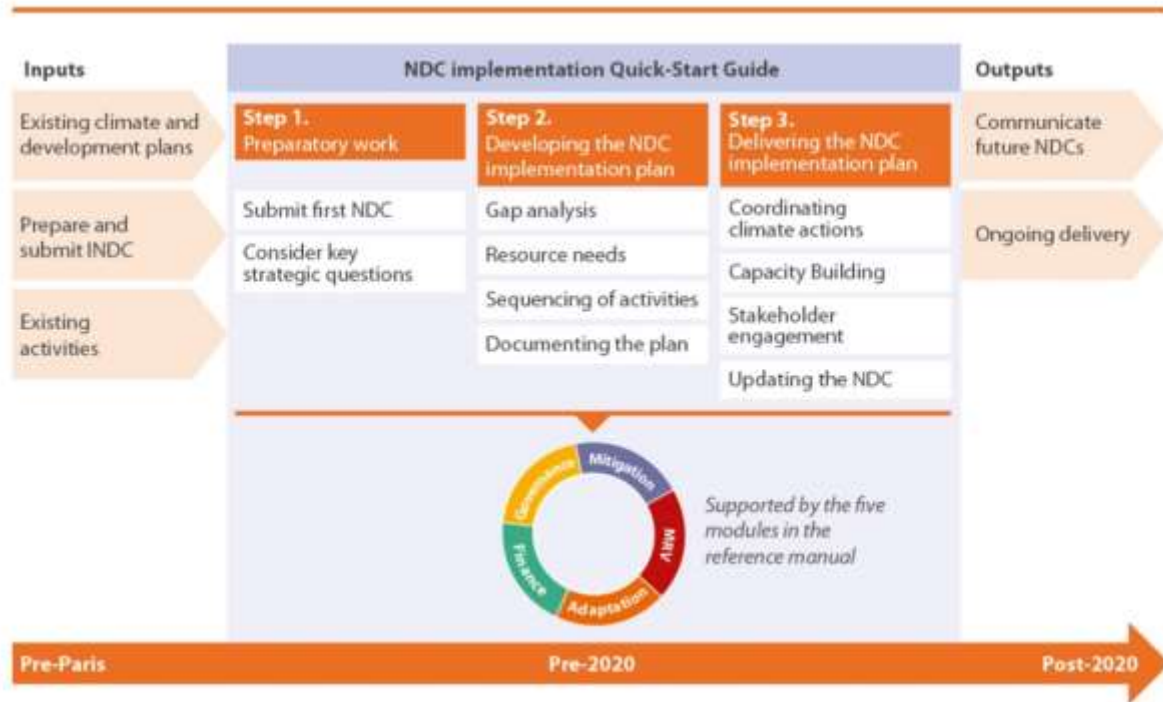 Inputs
Existing climate and
development plans
Prepare and
submit INDC
Existing
activities
NDC implementation Quick-Start Guide
Step 1.
Preparatory work
Submit first NDC
Consider key
strategic questions
Step 2.
Developing the NDC
implementation plan
Gap analysis
Resource needs
Sequencing of activities
Documenting the plan
Step 3.
Delivering the NDC
implementation plan
Coordinating
climate actions
Capacity Building
Stakeholder
engagement
Updating the NDC
Outputs
Communicate
future NDCs
Ongoing delivery
Governance
Mitigation
MRV
Adaptation
Finance
Supported by the five
modules in the
reference manual
Pre-Paris
Pre-2020
Post-2020